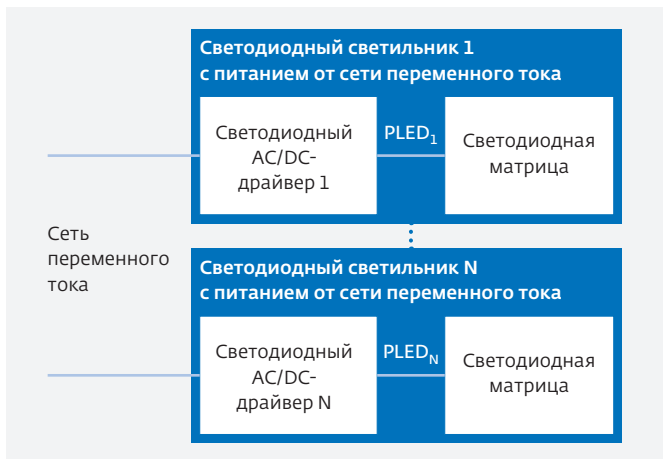 Светодиодный светильник 1
с питанием от сети переменного тока
Светодиодный
AC/DC-
драйвер 1
PLED₁
Светодиодная
матрица
Сеть
переменного
тока
Светодиодный светильник N
с питанием от сети переменного тока
Светодиодный
AC/DC-
драйвер N
PLEDN
Светодиодная
матрица